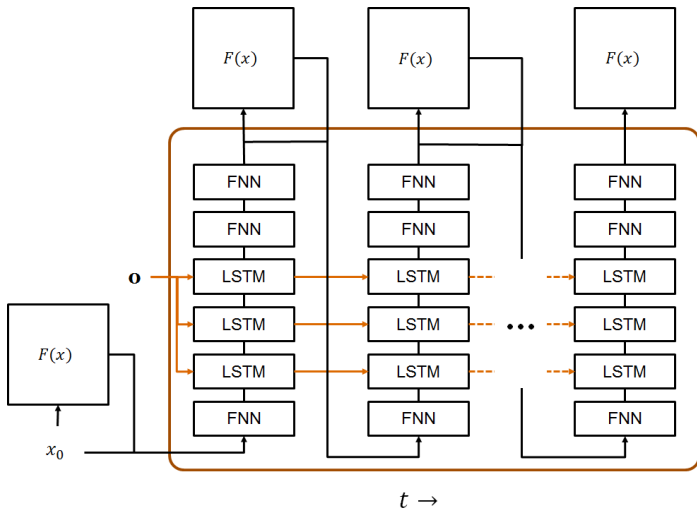 F(x) F(x) F(x)
FNN FNN FNN
FNN FNN FNN
o LSTM LSTM LSTM
LSTM LSTM ••• LSTM
F(x) LSTM LSTM LSTM
FNN FNN FNN
x₀
t →